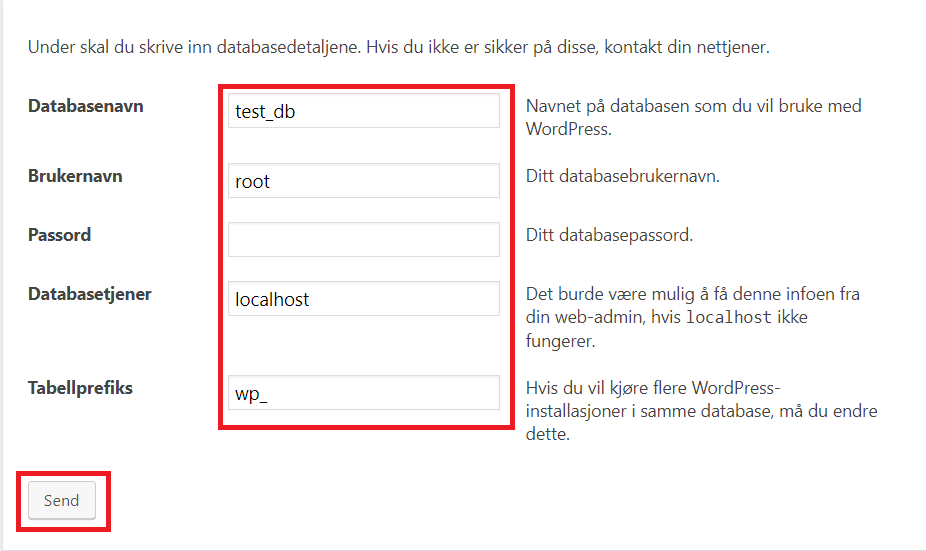 Under skal du skrive inn databasedetaljene. Hvis du ikke er sikker på disse, kontakt din nettjener.
Databasenavn
test_db
Navnet på databasen som du vil bruke med
WordPress.
Brukernavn
root
Ditt databasebrukernavn.
Passord
Ditt databasepassord.
Databasetjener
localhost
Det burde være mulig å få denne infoen fra
din web-admin, hvis localhost ikke
fungerer.
Tabellprefiks
wp_
Hvis du vil kjøre flere WordPress-
installasjoner i samme database, må du endre
dette.
Send